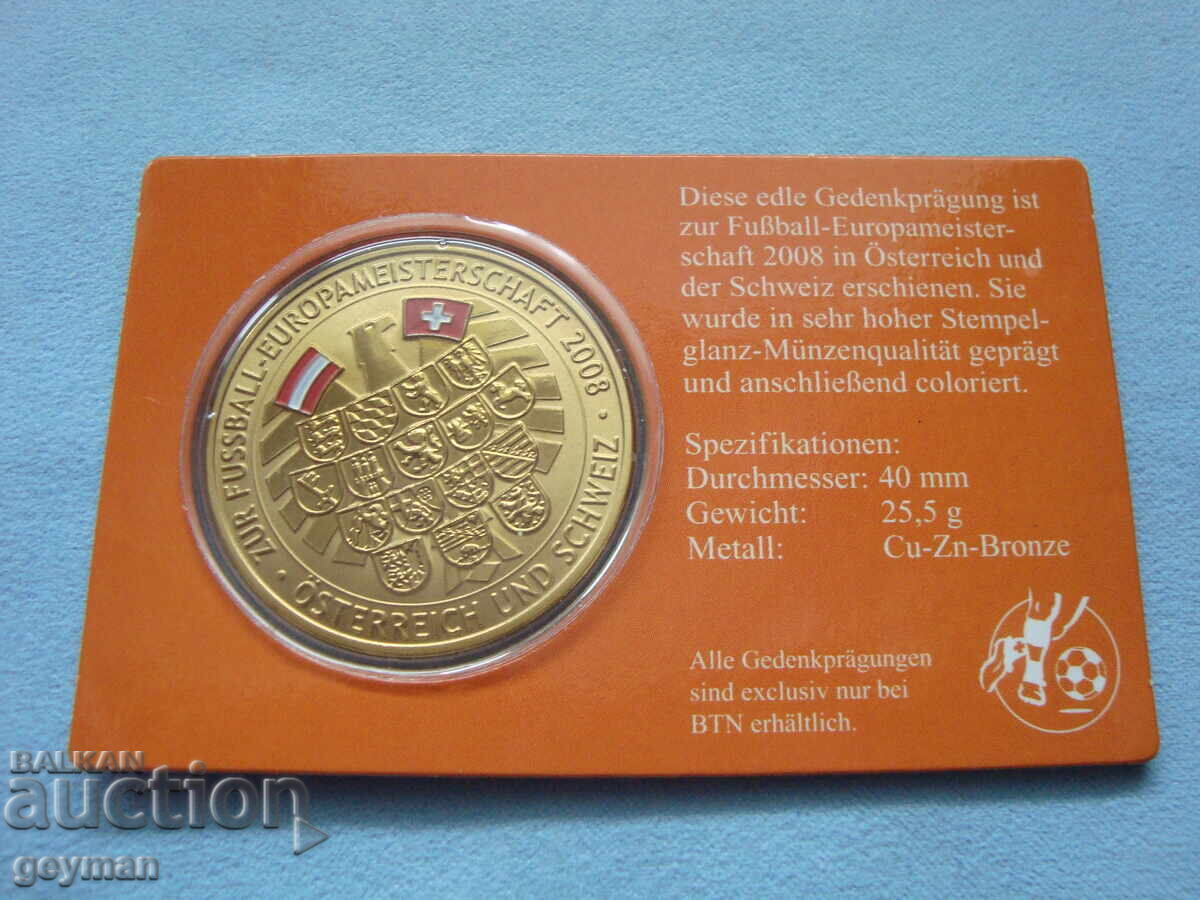 ZUR FUSSBALL-EUROPAMEISTERSCHAFT 2008 ·
ÖSTERREICH UND SCHWEIZ ·
Diese edle Gedenkprägung ist
zur Fußball-Europameister-
schaft 2008 in Österreich und
der Schweiz erschienen. Sie
wurde in sehr hoher Stempel-
glanz-Münzenqualität geprägt
und anschließend coloriert.
Spezifikationen:
Durchmesser: 40 mm
Gewicht: 25,5 g
Metall: Cu-Zn-Bronze
Alle Gedenkprägungen
sind exclusiv nur bei
BTN erhältlich.
BALKAN
auction
geyman